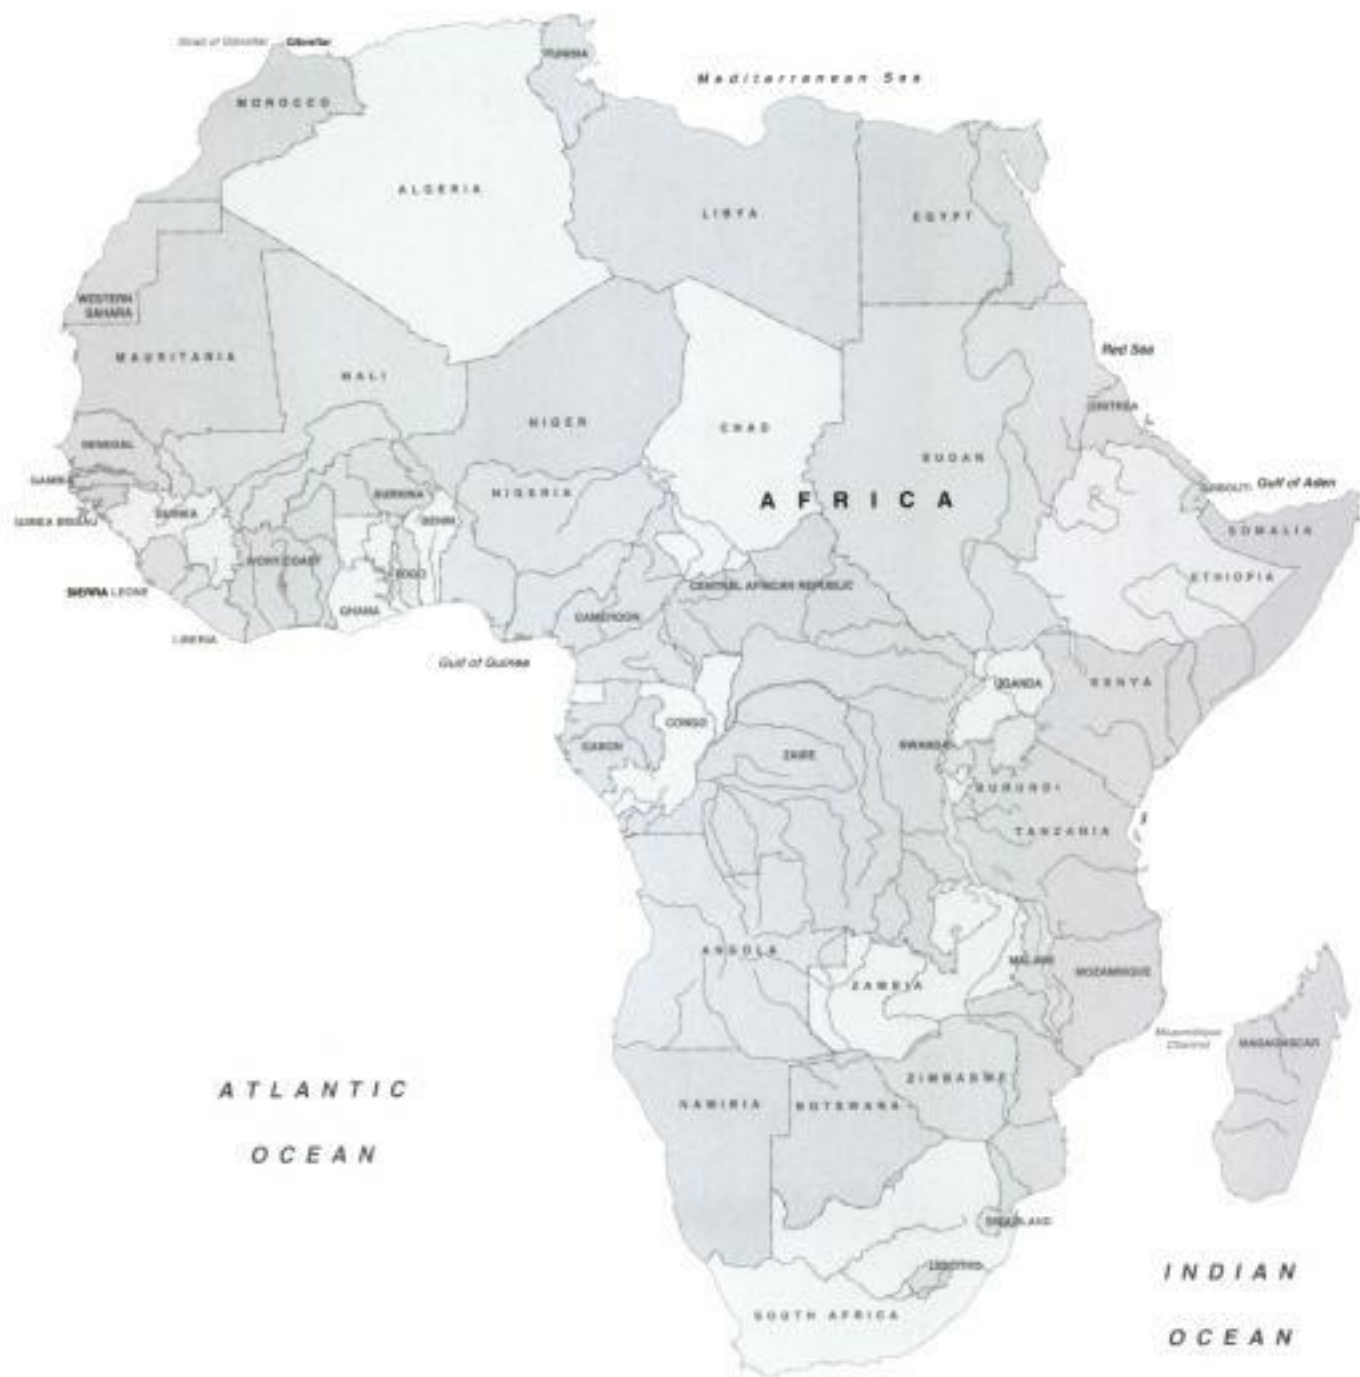 Strait of Gibraltar Gibraltar
TUNISIA
Mediterranean Sea
MOROCCO
ALGERIA
LIBYA
EGYPT
WESTERN
SAHARA
MAURITANIA
MALI
Red Sea
NIGER
CHAD
ERITREA
SENEGAL
SUDAN
GAMBIA
NIGERIA
BURKINA
AFRICA
DJIBOUTI
Gulf of Aden
GUINEA BISSAU
GUINEA
BENIN
SOMALIA
IVORY COAST
TOGO
ETHIOPIA
CENTRAL AFRICAN REPUBLIC
SIERRA LEONE
GHANA
CAMEROON
LIBERIA
Gulf of Guinea
UGANDA
KENYA
CONGO
GABON
ZAIRE
RWANDA
BURUNDI
TANZANIA
ANGOLA
MALAWI
MOZAMBIQUE
ZAMBIA
Mozambique
Channel
MADAGASCAR
ZIMBABWE
ATLANTIC
OCEAN
NAMIBIA
BOTSWANA
SWAZILAND
LESOTHO
INDIAN
OCEAN
SOUTH AFRICA